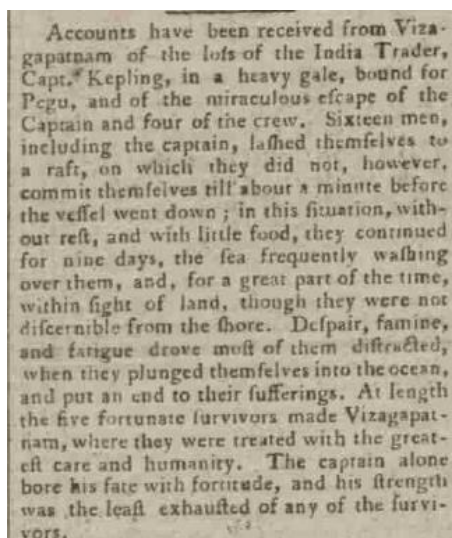 Accounts have been received from Viza-
gapatnam of the loſs of the India Trader,
Capt. Kepling, in a heavy gale, bound for
Pegu, and of the miraculous eſcape of the
Captain and four of the crew. Sixteen men,
including the captain, laſhed themſelves to
a raft, on which they did not, however,
commit themſelves till about a minute before
the veſſel went down ; in this ſituation, with-
out reſt, and with little food, they continued
for nine days, the ſea frequently waſhing
over them, and, for a great part of the time,
within ſight of land, though they were not
diſcernible from the ſhore. Deſpair, famine,
and fatigue drove moſt of them diſtracted,
when they plunged themſelves into the ocean,
and put an end to their ſufferings. At length
the five fortunate ſurvivors made Vizagapat-
nam, where they were treated with the great-
eſt care and humanity. The captain alone
bore his fate with fortitude, and his ſtrength
was the leaſt exhauſted of any of the ſurvi-
vors.